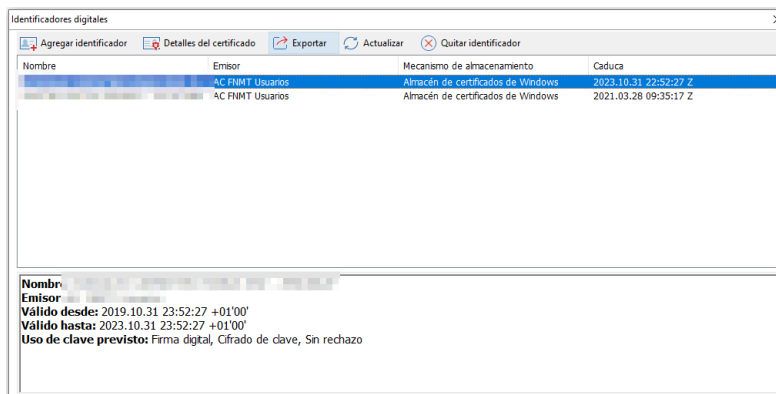 Identificadores digitales
Agregar identificador Detalles del certificado Exportar Actualizar Quitar identificador
Nombre Emisor Mecanismo de almacenamiento Caduca
AC FNMT Usuarios Almacén de certificados de Windows 2023.10.31 22:52:27 Z
AC FNMT Usuarios Almacén de certificados de Windows 2021.03.28 09:35:17 Z
Nombre
Emisor
Válido desde: 2019.10.31 23:52:27 +01'00'
Válido hasta: 2023.10.31 23:52:27 +01'00'
Uso de clave previsto: Firma digital, Cifrado de clave, Sin rechazo